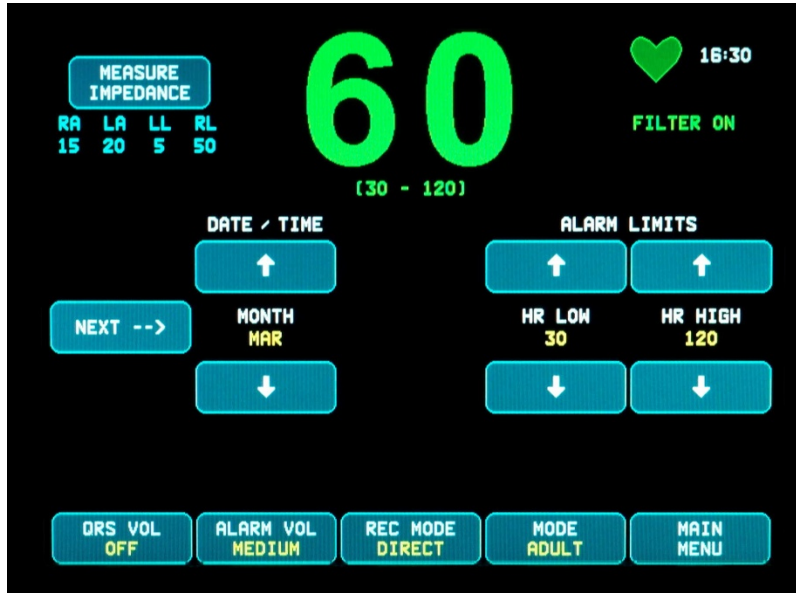 MEASURE
IMPEDANCE
RA LA LL RL
15 20 5 50
60
(30 - 120)
16:30
FILTER ON
DATE / TIME
ALARM LIMITS
NEXT -->
MONTH
MAR
HR LOW
30
HR HIGH
120
QRS VOL
OFF
ALARM VOL
MEDIUM
REC MODE
DIRECT
MODE
ADULT
MAIN
MENU